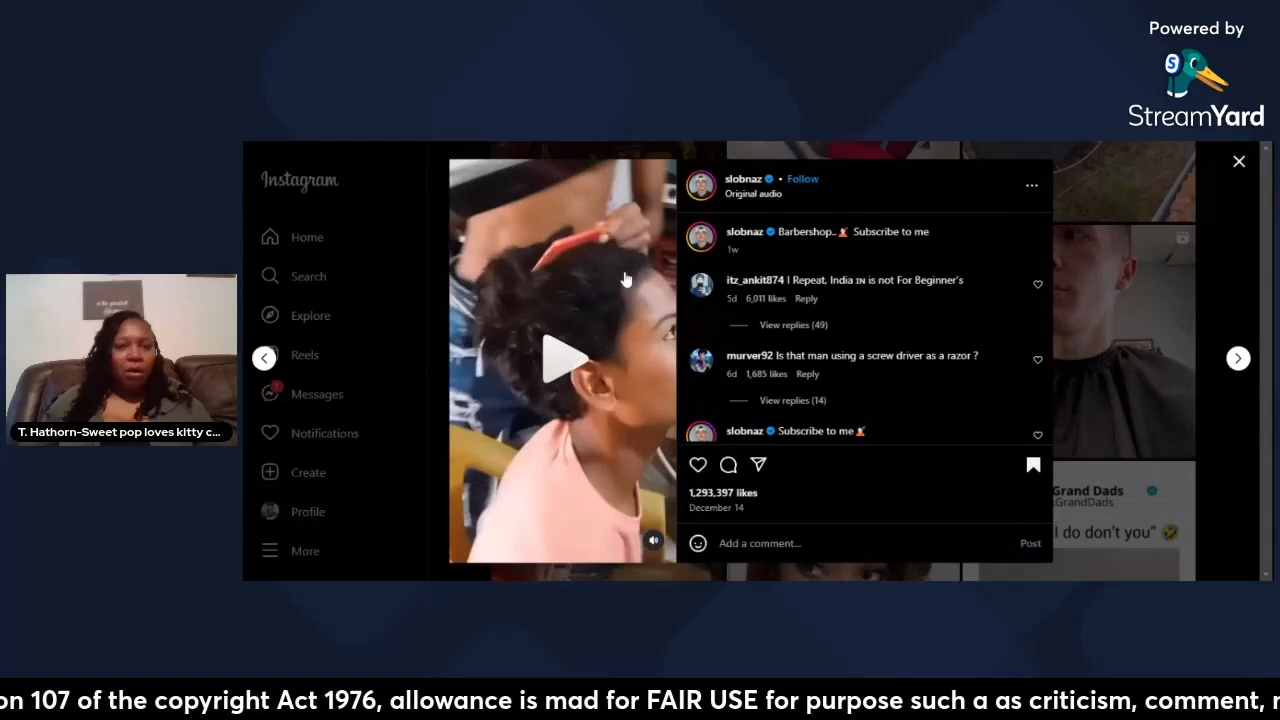 Powered by
StreamYard
Instagram
Home
Search
Explore
Reels
Messages
1
Notifications
Create
Profile
More
T. Hathorn-Sweet pop loves kitty c...
slobnaz • Follow
Original audio
slobnaz Barbershop.. Subscribe to me
1w
itz_ankit874 I Repeat, India IN is not For Beginner's
5d 6,011 likes Reply
View replies (49)
murver92 Is that man using a screw driver as a razor ?
6d 1,685 likes Reply
View replies (14)
slobnaz Subscribe to me
1,293,397 likes
December 14
Add a comment...
Post
Grand Dads
GrandDads
I do don't you" 🤣
on 107 of the copyright Act 1976, allowance is mad for FAIR USE for purpose such a as criticism, comment,